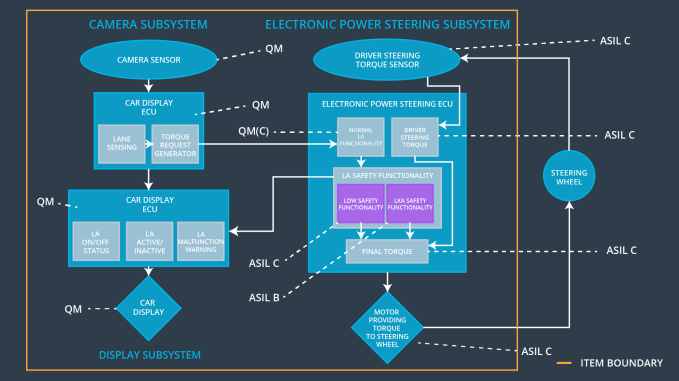 CAMERA SUBSYSTEM
ELECTRONIC POWER STEERING SUBSYSTEM
CAMERA SENSOR
QM
DRIVER STEERING
TORQUE SENSOR
ASIL C
CAR DISPLAY
ECU
QM
LANE
SENSING
TORQUE
REQUEST
GENERATOR
QM(C)
ELECTRONIC POWER STEERING ECU
NORMAL
LA
FUNCTIONALITY
DRIVER
STEERING
TORQUE
ASIL C
STEERING
WHEEL
LA SAFETY FUNCTIONALITY
LDW SAFETY
FUNCTIONALITY
LKA SAFETY
FUNCTIONALITY
QM
CAR DISPLAY
ECU
LA
ON/OFF
STATUS
LA
ACTIVE/
INACTIVE
LA
MALFUNCTION
WARNING
FINAL TORQUE
ASIL C
ASIL C
ASIL B
QM
CAR
DISPLAY
MOTOR
PROVIDING
TORQUE
TO STEERING
WHEEL
ASIL C
DISPLAY SUBSYSTEM
ITEM BOUNDARY